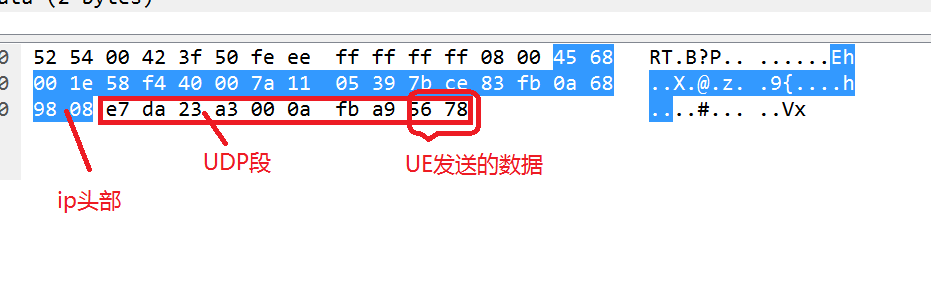 0 52 54 00 42 3f 50 fe ee ff ff ff ff 08 00 45 68 RT.B?P.. ......Eh
0 00 1e 58 f4 40 00 7a 11 05 39 7b ce 83 fb 0a 68 ..X.@.z. .9{....h
0 98 08 e7 da 23 a3 00 0a fb a9 56 78 ....#... ..Vx
UDP段
UE发送的数据
ip头部